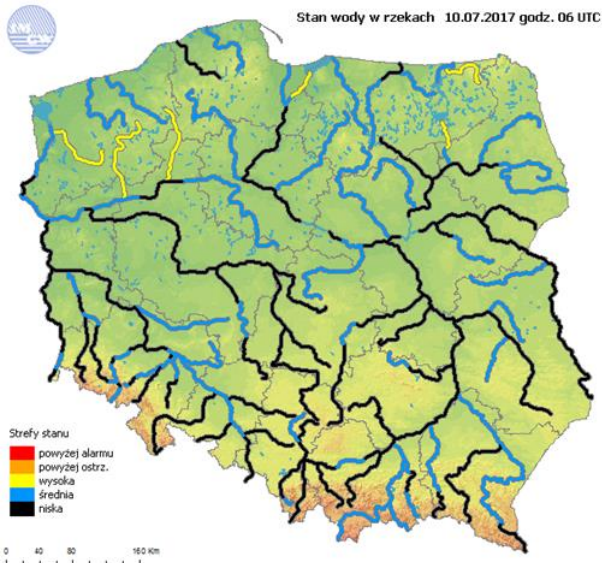 Stan wody w rzekach 10.07.2017 godz. 06 UTC
Strefy stanu
powyżej alarmu
powyżej ostrz.
wysoka
średnia
niska
0 40 80 160 Km